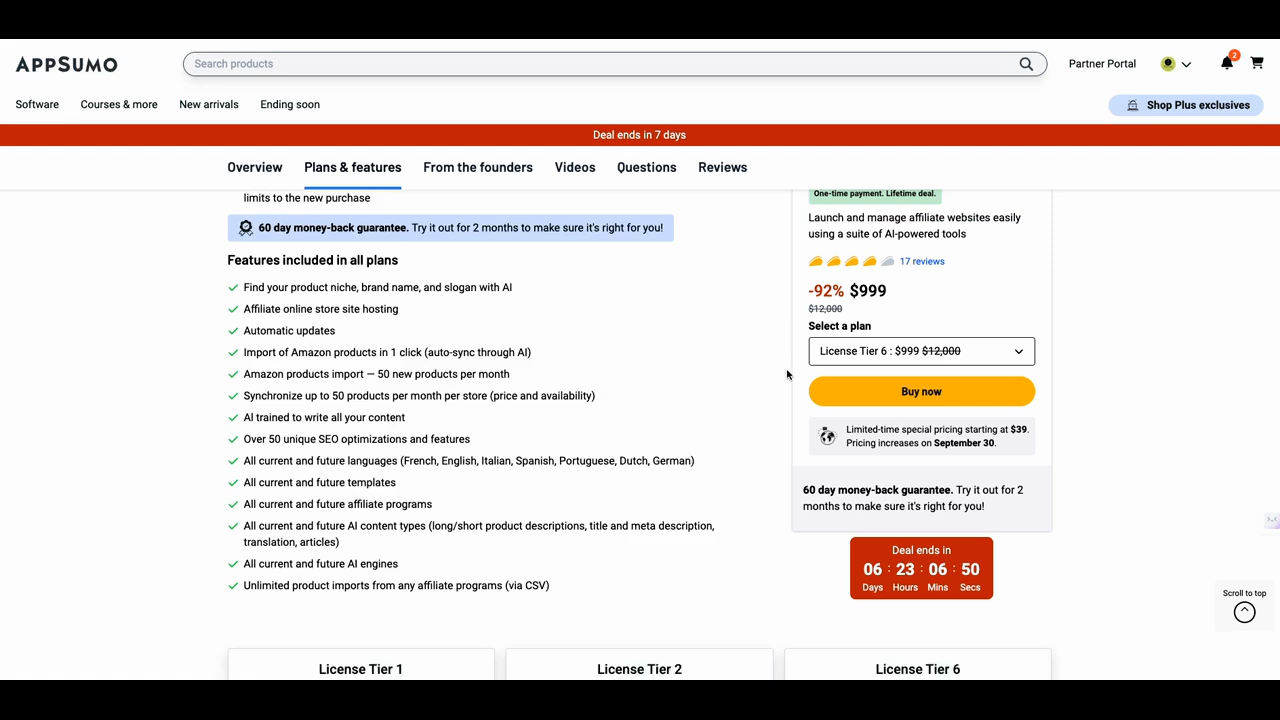 APPSUMO
Search products
Partner Portal
2
Software
Courses & more
New arrivals
Ending soon
Shop Plus exclusives
Deal ends in 7 days
Overview
Plans & features
From the founders
Videos
Questions
Reviews
limits to the new purchase
60 day money-back guarantee. Try it out for 2 months to make sure it's right for you!
Features included in all plans
Find your product niche, brand name, and slogan with AI
Affiliate online store site hosting
Automatic updates
Import of Amazon products in 1 click (auto-sync through AI)
Amazon products import — 50 new products per month
Synchronize up to 50 products per month per store (price and availability)
AI trained to write all your content
Over 50 unique SEO optimizations and features
All current and future languages (French, English, Italian, Spanish, Portuguese, Dutch, German)
All current and future templates
All current and future affiliate programs
All current and future AI content types (long/short product descriptions, title and meta description,
translation, articles)
All current and future AI engines
Unlimited product imports from any affiliate programs (via CSV)
One-time payment. Lifetime deal.
Launch and manage affiliate websites easily
using a suite of AI-powered tools
17 reviews
-92% $999
$12,000
Select a plan
License Tier 6 : $999 $12,000
Buy now
Limited-time special pricing starting at $39.
Pricing increases on September 30.
60 day money-back guarantee. Try it out for 2
months to make sure it's right for you!
Deal ends in
06 : 23 : 06 : 50
Days Hours Mins Secs
Scroll to top
License Tier 1
License Tier 2
License Tier 6